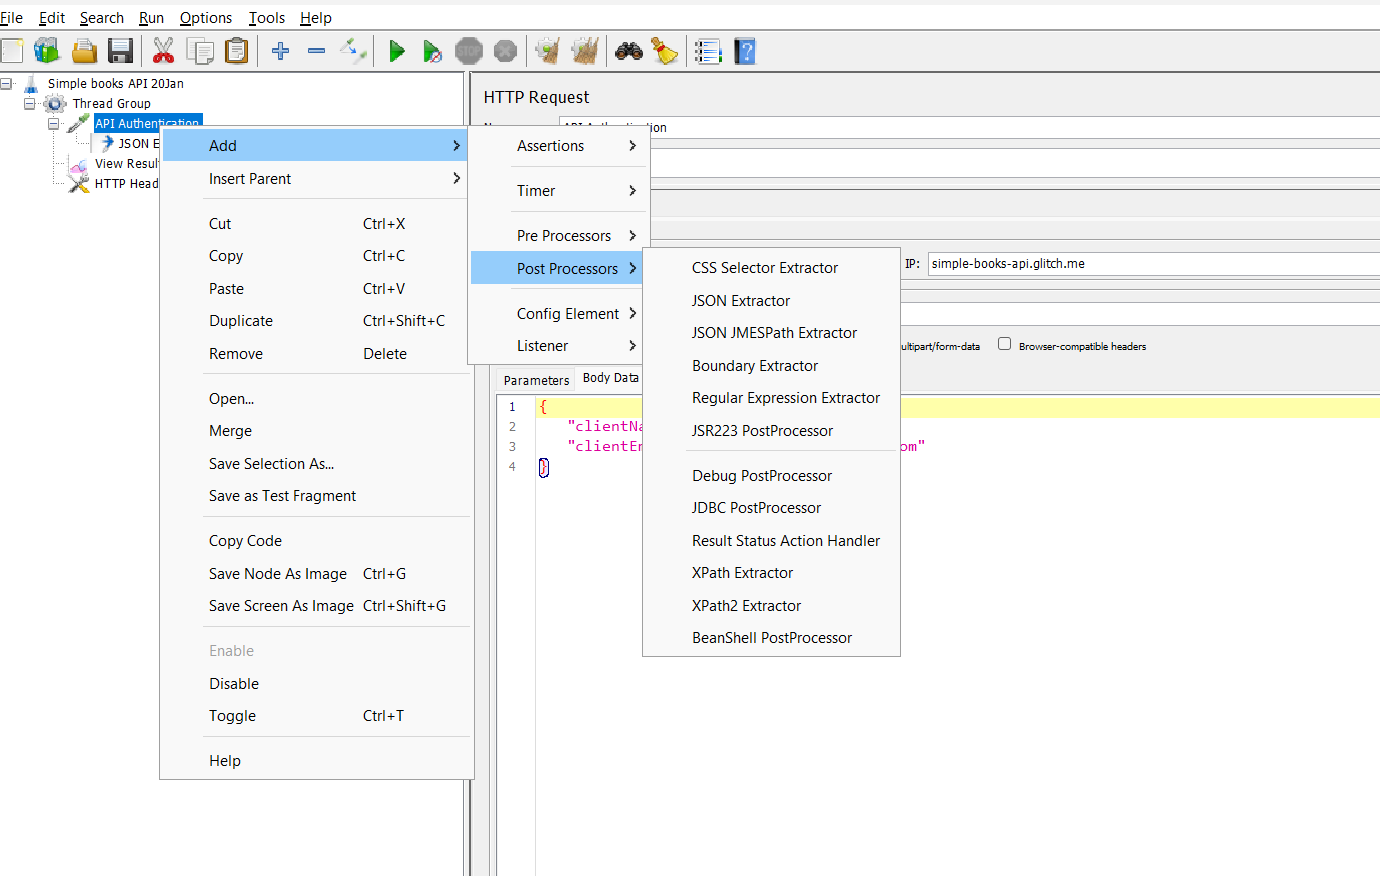 File Edit Search Run Options Tools Help
STOP
Simple books API 20Jan
Thread Group
API Authentication
JSON E
View Resul
HTTP Head
HTTP Request
API Authentication
IP: simple-books-api.glitch.me
ultipart/form-data Browser-compatible headers
Parameters Body Data
1 {
2 "clientNa
3 "clientEm om"
4 }
Add
Insert Parent
Cut Ctrl+X
Copy Ctrl+C
Paste Ctrl+V
Duplicate Ctrl+Shift+C
Remove Delete
Open...
Merge
Save Selection As...
Save as Test Fragment
Copy Code
Save Node As Image Ctrl+G
Save Screen As Image Ctrl+Shift+G
Enable
Disable
Toggle Ctrl+T
Help
Assertions
Timer
Pre Processors
Post Processors
Config Element
Listener
CSS Selector Extractor
JSON Extractor
JSON JMESPath Extractor
Boundary Extractor
Regular Expression Extractor
JSR223 PostProcessor
Debug PostProcessor
JDBC PostProcessor
Result Status Action Handler
XPath Extractor
XPath2 Extractor
BeanShell PostProcessor